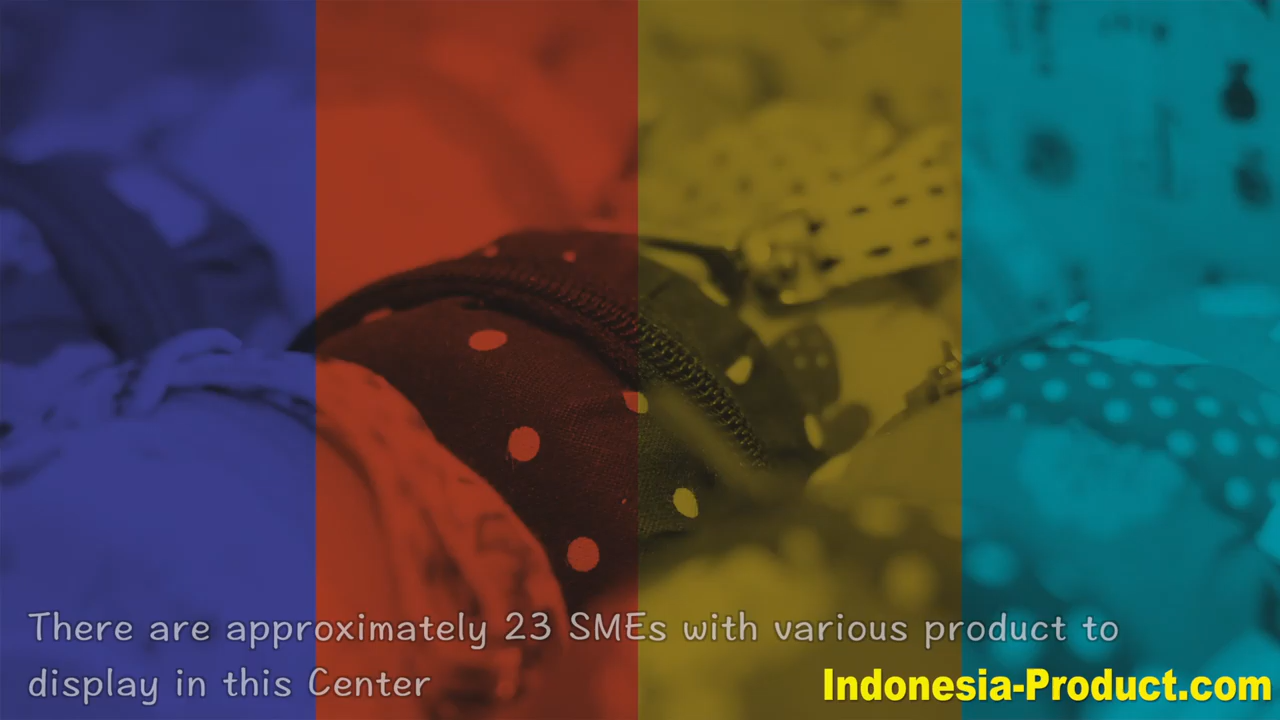 There are approximately 23 SMEs with various product to
display in this Center
Indonesia-Product.com